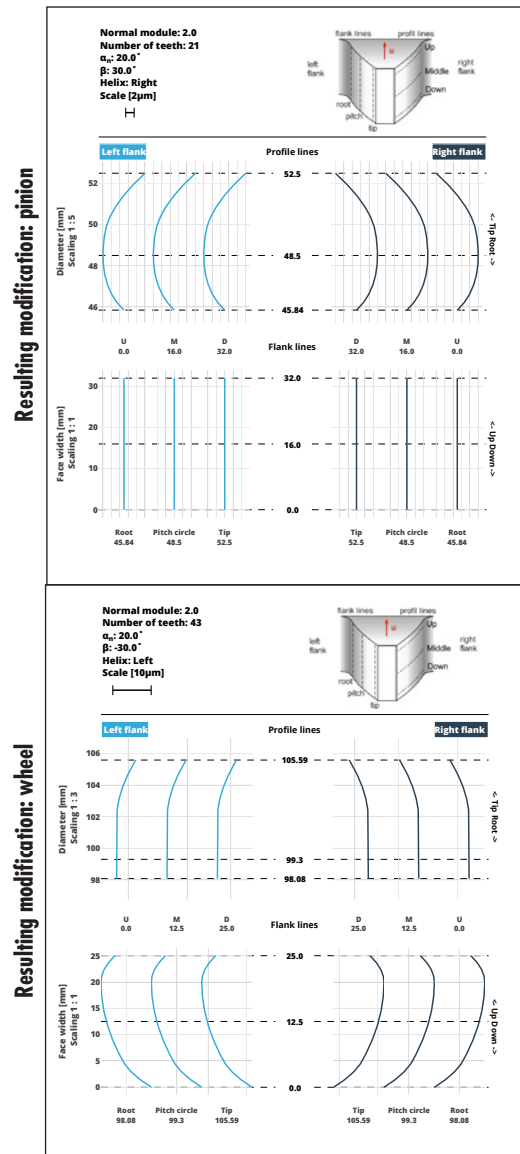 Resulting modification: pinion
Normal module: 2.0
Number of teeth: 21
αn: 20.0°
β: 30.0°
Helix: Right
Scale [2μm]
flank lines
profil lines
left flank
right flank
u
Up
Middle
Down
root
pitch
tip
Left flank
Profile lines
Right flank
Diameter [mm]
Scaling 1 : 5
52
50
48
46
52.5
48.5
45.84
<- Tip Root ->
U M D
0.0 16.0 32.0
Flank lines
D M U
32.0 16.0 0.0
Face width [mm]
Scaling 1 : 1
30
20
10
0
32.0
16.0
0.0
<- Up Down ->
Root Pitch circle Tip
45.84 48.5 52.5
Tip Pitch circle Root
52.5 48.5 45.84
Resulting modification: wheel
Normal module: 2.0
Number of teeth: 43
αn: 20.0°
β: -30.0°
Helix: Left
Scale [10μm]
flank lines
profil lines
left flank
right flank
u
Up
Middle
Down
root
pitch
tip
Left flank
Profile lines
Right flank
Diameter [mm]
Scaling 1 : 3
106
104
102
100
98
105.59
99.3
98.08
<- Tip Root ->
U M D
0.0 12.5 25.0
Flank lines
D M U
25.0 12.5 0.0
Face width [mm]
Scaling 1 : 1
25
20
15
10
5
0
25.0
12.5
0.0
<- Up Down ->
Root Pitch circle Tip
98.08 99.3 105.59
Tip Pitch circle Root
105.59 99.3 98.08